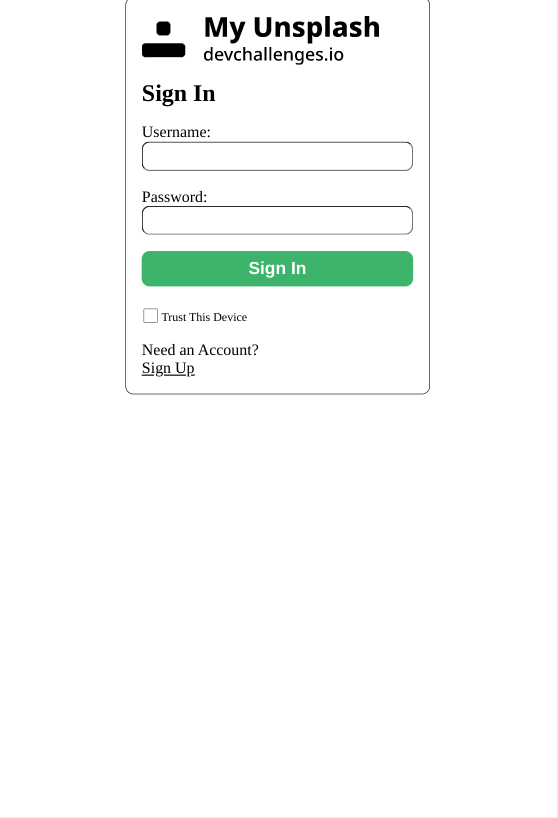 My Unsplash
devchallenges.io
Sign In
Username:
Password:
Sign In
Trust This Device
Need an Account?
Sign Up